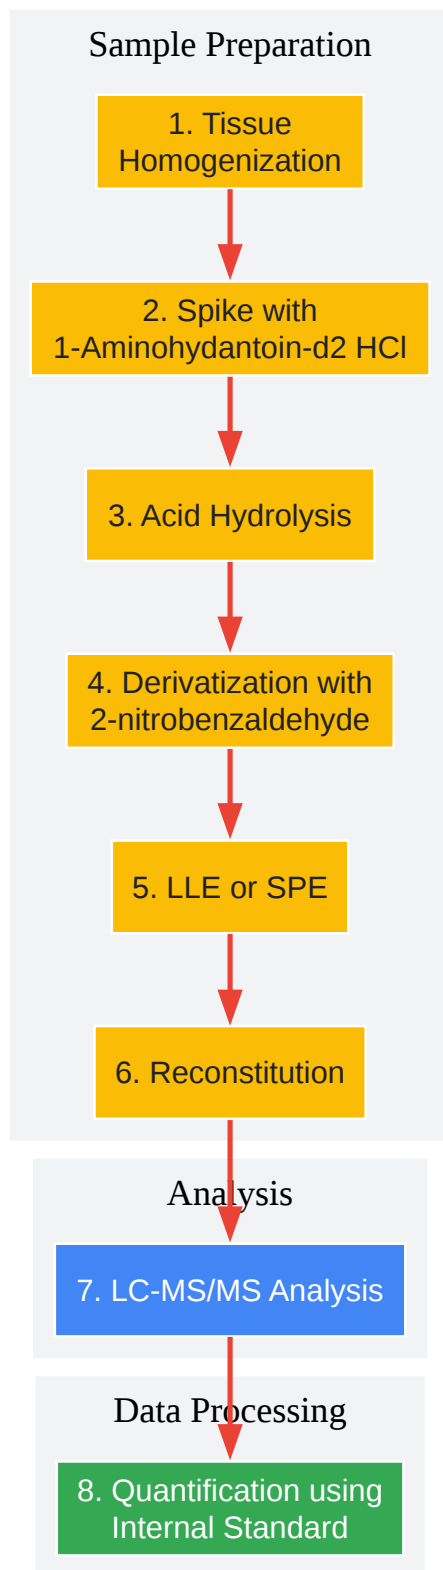 Sample Preparation
1. Tissue
Homogenization
2. Spike with
1-Aminohydantoin-d2 HCl
3. Acid Hydrolysis
4. Derivatization with
2-nitrobenzaldehyde
5. LLE or SPE
6. Reconstitution
Analysis
7. LC-MS/MS Analysis
Data Processing
8. Quantification using
Internal Standard